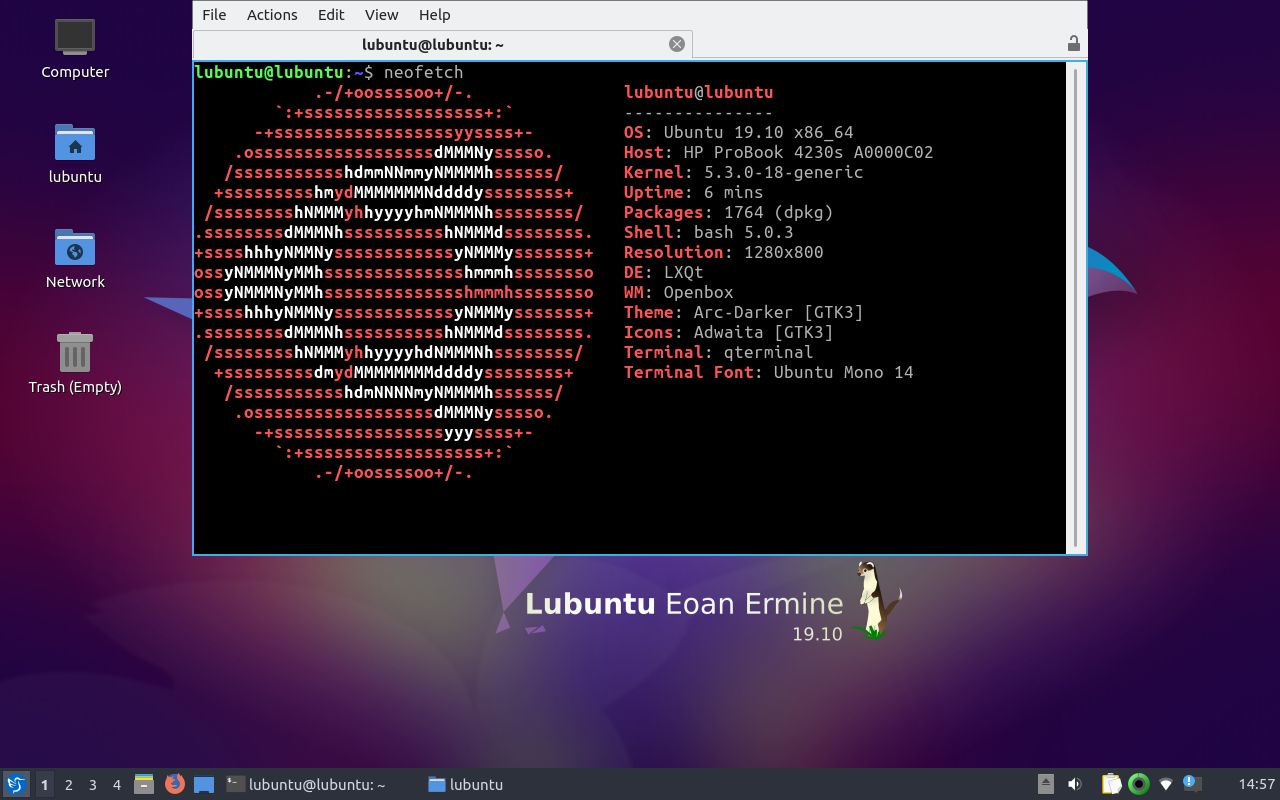 File Actions Edit View Help
lubuntu@lubuntu: ~
Computer
lubuntu
Network
Trash (Empty)
lubuntu@lubuntu:~$ neofetch
            .-/+oossssoo+/-.               lubuntu@lubuntu
        `:+ssssssssssssssssss+:`           ---------------
      -+ssssssssssssssssssyyssss+-         OS: Ubuntu 19.10 x86_64
    .ossssssssssssssssssdMMMNysssso.       Host: HP ProBook 4230s A0000C02
   /ssssssssssshdmmNNmmyNMMMMhssssss/      Kernel: 5.3.0-18-generic
  +ssssssssshmydMMMMMMMNddddyssssssss+     Uptime: 6 mins
 /sssssssshNMMMyhhyyyyhmNMMMNhssssssss/    Packages: 1764 (dpkg)
.ssssssssdMMMNhsssssssssshNMMMdssssssss.   Shell: bash 5.0.3
+sssshhhyNMMNyssssssssssssyNMMMysssssss+   Resolution: 1280x800
ossyNMMMNyMMhsssssssssssssshmmmhssssssso   DE: LXQt
ossyNMMMNyMMhsssssssssssssshmmmhssssssso   WM: Openbox
+sssshhhyNMMNyssssssssssssyNMMMysssssss+   Theme: Arc-Darker [GTK3]
.ssssssssdMMMNhsssssssssshNMMMdssssssss.   Icons: Adwaita [GTK3]
 /sssssssshNMMMyhhyyyyhdNMMMNhssssssss/    Terminal: qterminal
  +sssssssssdmydMMMMMMMMddddyssssssss+     Terminal Font: Ubuntu Mono 14
   /ssssssssssshdmNNNNmyNMMMMhssssss/
    .ossssssssssssssssssdMMMNysssso.
      -+sssssssssssssssssyyyssss+-
        `:+ssssssssssssssssss+:`
            .-/+oossssoo+/-.
Lubuntu Eoan Ermine
19.10
1 2 3 4 lubuntu@lubuntu: ~ lubuntu 14:57